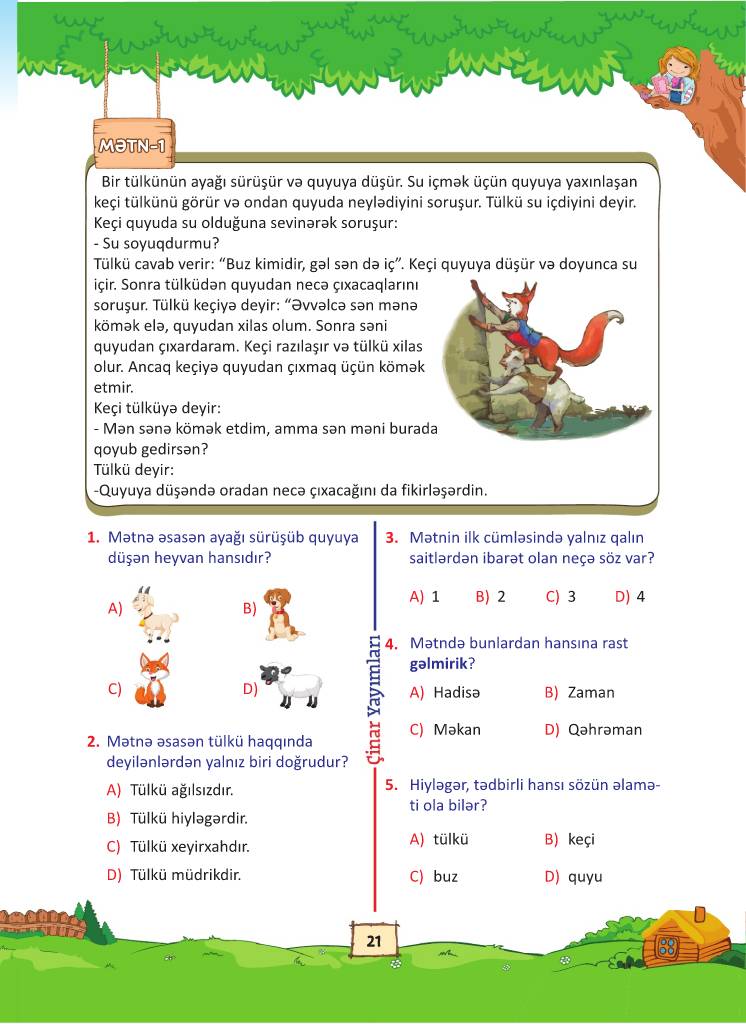 MƏTN-1
Bir tülkünün ayağı sürüşür və quyuya düşür. Su içmək üçün quyuya yaxınlaşan
keçi tülkünü görür və ondan quyuda neylədiyini soruşur. Tülkü su içdiyini deyir.
Keçi quyuda su olduğuna sevinərək soruşur:
- Su soyuqdurmu?
Tülkü cavab verir: “Buz kimidir, gəl sən də iç”. Keçi quyuya düşür və doyunca su
içir. Sonra tülküdən quyudan necə çıxacaqlarını
soruşur. Tülkü keçiyə deyir: “Əvvəlcə sən mənə
kömək elə, quyudan xilas olum. Sonra səni
quyudan çıxardaram. Keçi razılaşır və tülkü xilas
olur. Ancaq keçiyə quyudan çıxmaq üçün kömək
etmir.
Keçi tülküyə deyir:
- Mən sənə kömək etdim, amma sən məni burada
qoyub gedirsən?
Tülkü deyir:
-Quyuya düşəndə oradan necə çıxacağını da fikirləşərdin.
1. Mətnə əsasən ayağı sürüşüb quyuya
düşən heyvan hansıdır?
A) B)
C) D)
2. Mətnə əsasən tülkü haqqında
deyilənlərdən yalnız biri doğrudur?
A) Tülkü ağılsızdır.
B) Tülkü hiyləgərdir.
C) Tülkü xeyirxahdır.
D) Tülkü müdrikdir.
Çinar Yayımları
3. Mətnin ilk cümləsində yalnız qalın
saitlərdən ibarət olan neçə söz var?
A) 1 B) 2 C) 3 D) 4
4. Mətndə bunlardan hansına rast
gəlmirik?
A) Hadisə B) Zaman
C) Məkan D) Qəhrəman
5. Hiyləgər, tədbirli hansı sözün əlamə-
ti ola bilər?
A) tülkü B) keçi
C) buz D) quyu
21